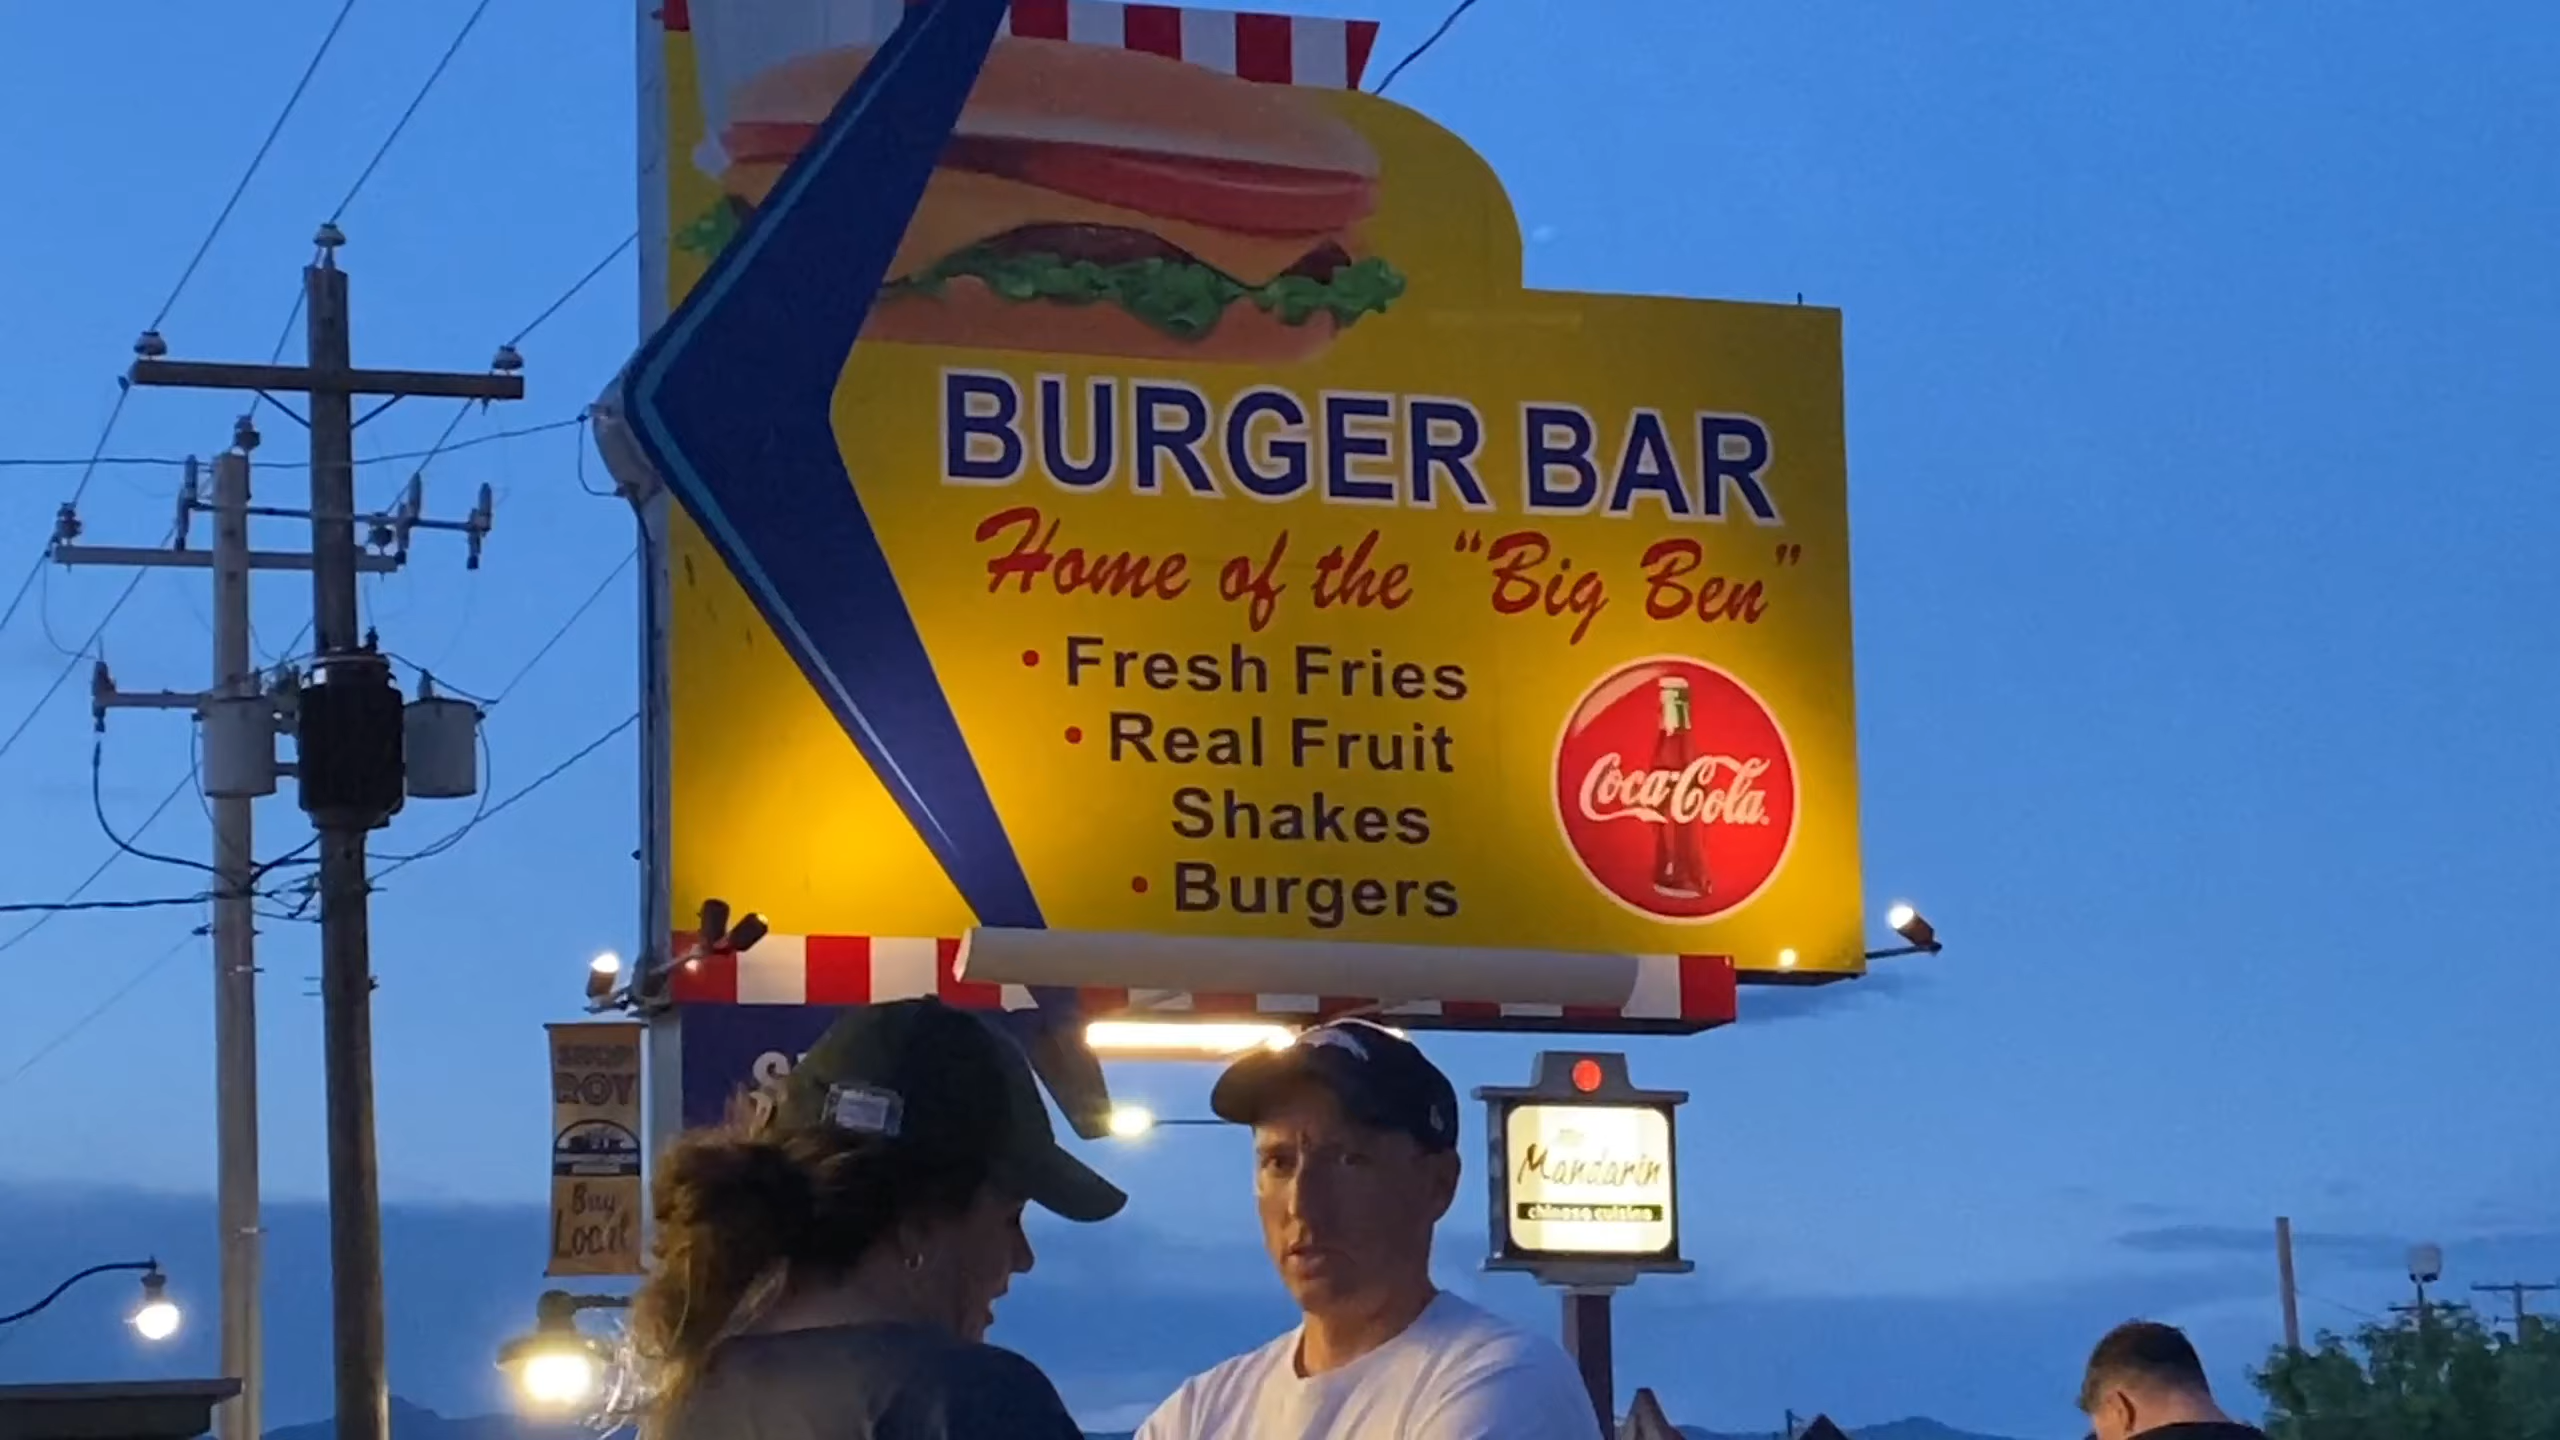 BURGER BAR
Home of the “Big Ben”
• Fresh Fries
• Real Fruit
Shakes
• Burgers
Coca-Cola
SHOP
ROY
Buy
Local
Mandarin
chinese cuisine